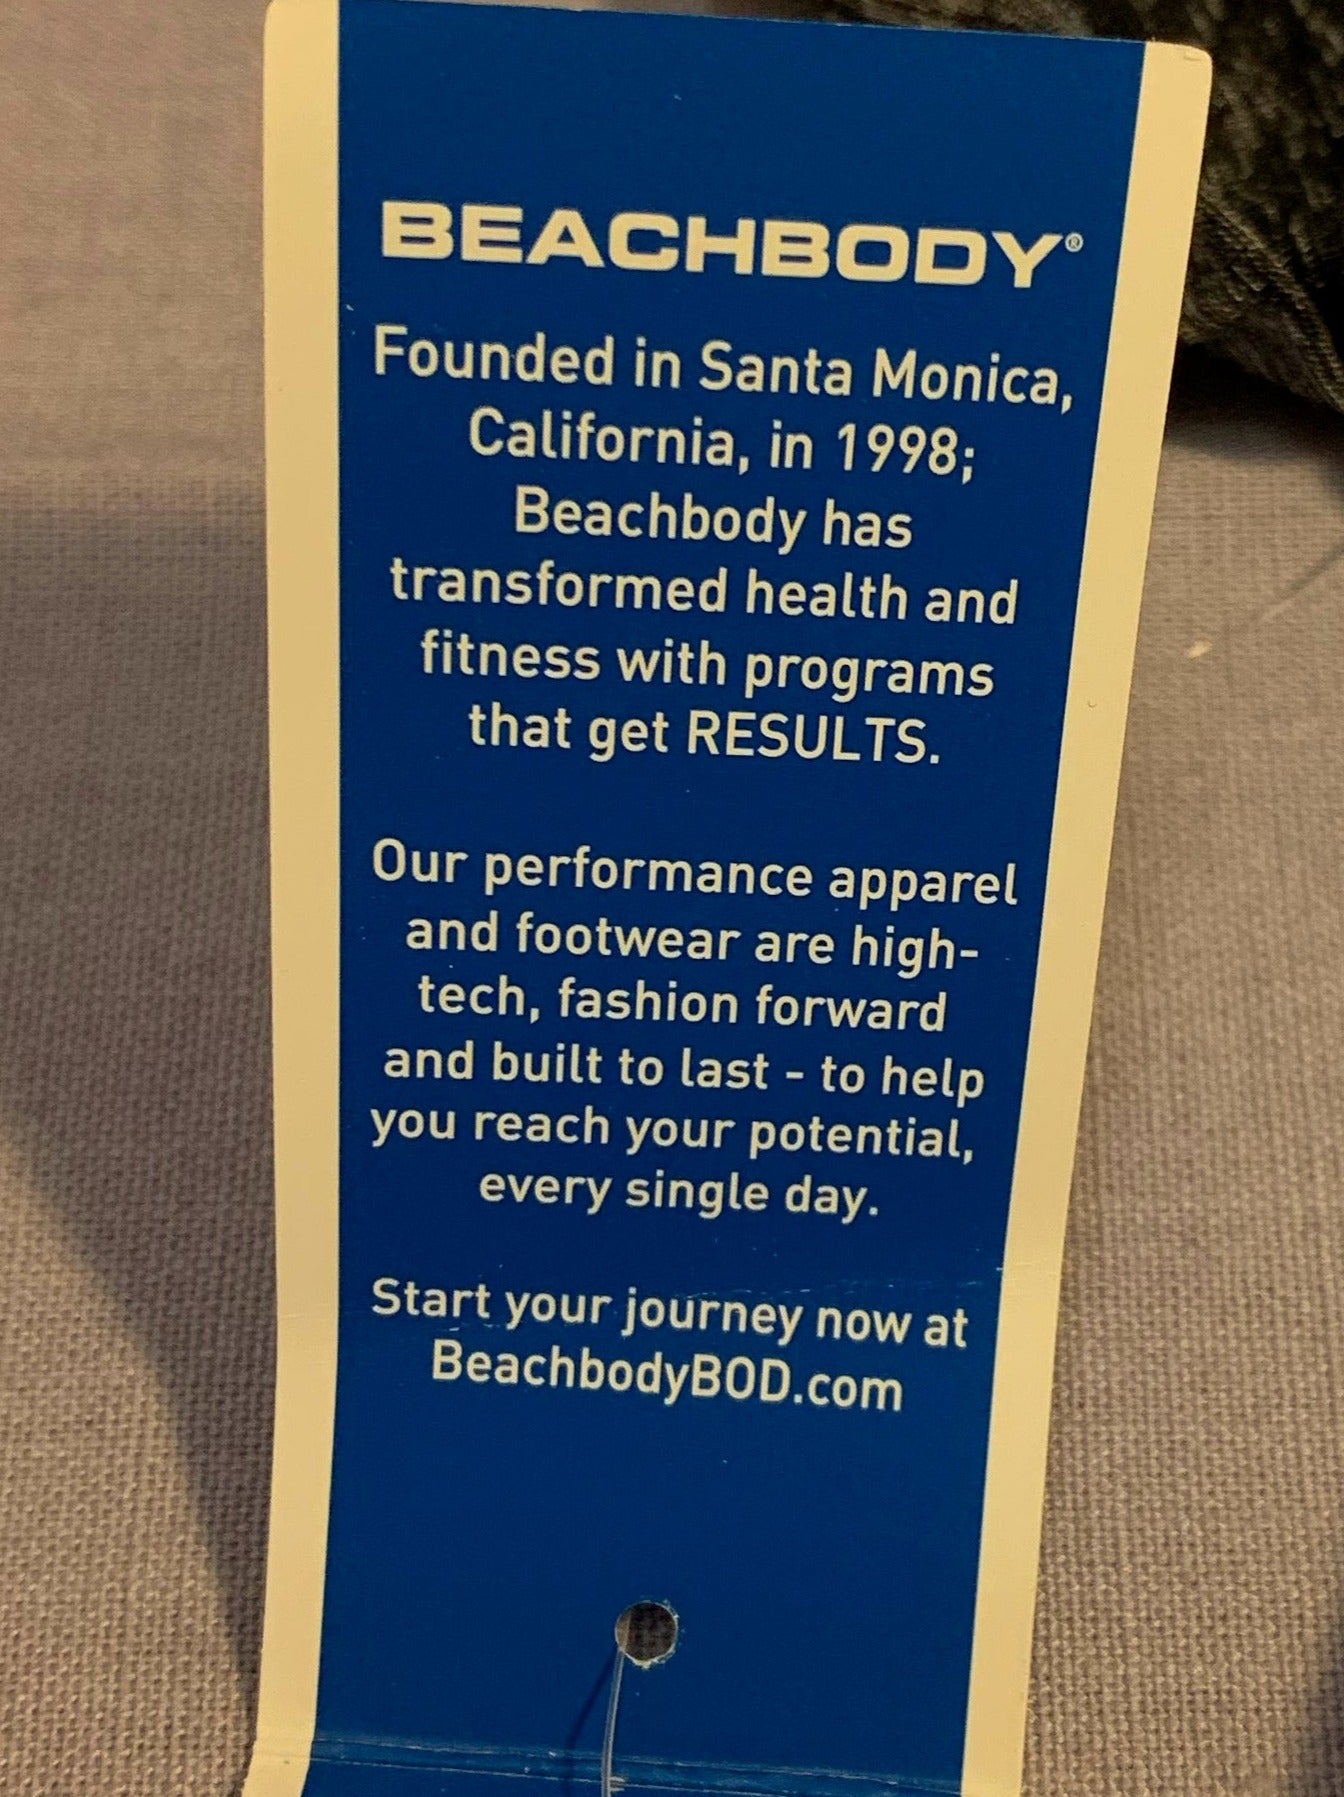 BEACHBODY®
Founded in Santa Monica,
California, in 1998;
Beachbody has
transformed health and
fitness with programs
that get RESULTS.
Our performance apparel
and footwear are high-
tech, fashion forward
and built to last - to help
you reach your potential,
every single day.
Start your journey now at
BeachbodyBOD.com